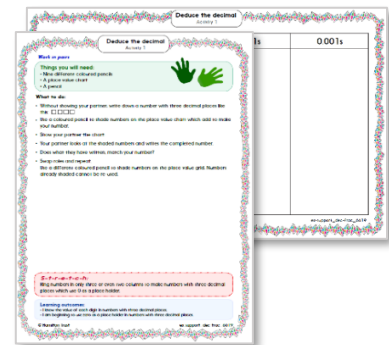 Deduce the decimal
Activity 1
Deduce the decimal
Activity 1
0.001s
Work in pairs
Things you will need:
• Nine different coloured pencils
• A place value chart
• A pencil
What to do:
• Without showing your partner, write down a number with three decimal places like
this □.□□□
• Use a coloured pencil to shade numbers on the place value chart which add to make
your number.
• Show your partner the chart.
• Your partner looks at the shaded numbers and writes the completed number.
• Does what they have written, match your number?
• Swap roles and repeat
Use a different coloured pencil to shade numbers on the place value grid. Numbers
already shaded cannot be re-used.
S-t-r-e-t-c-h:
numbers in only three or even two columns to make numbers with three decimal
places which use 0 as a place holder.
Learning outcomes:
- I know the value of each digit in numbers with three decimal places.
- I am beginning to use zero as a place holder in numbers with three decimal places.
© Hamilton Trust